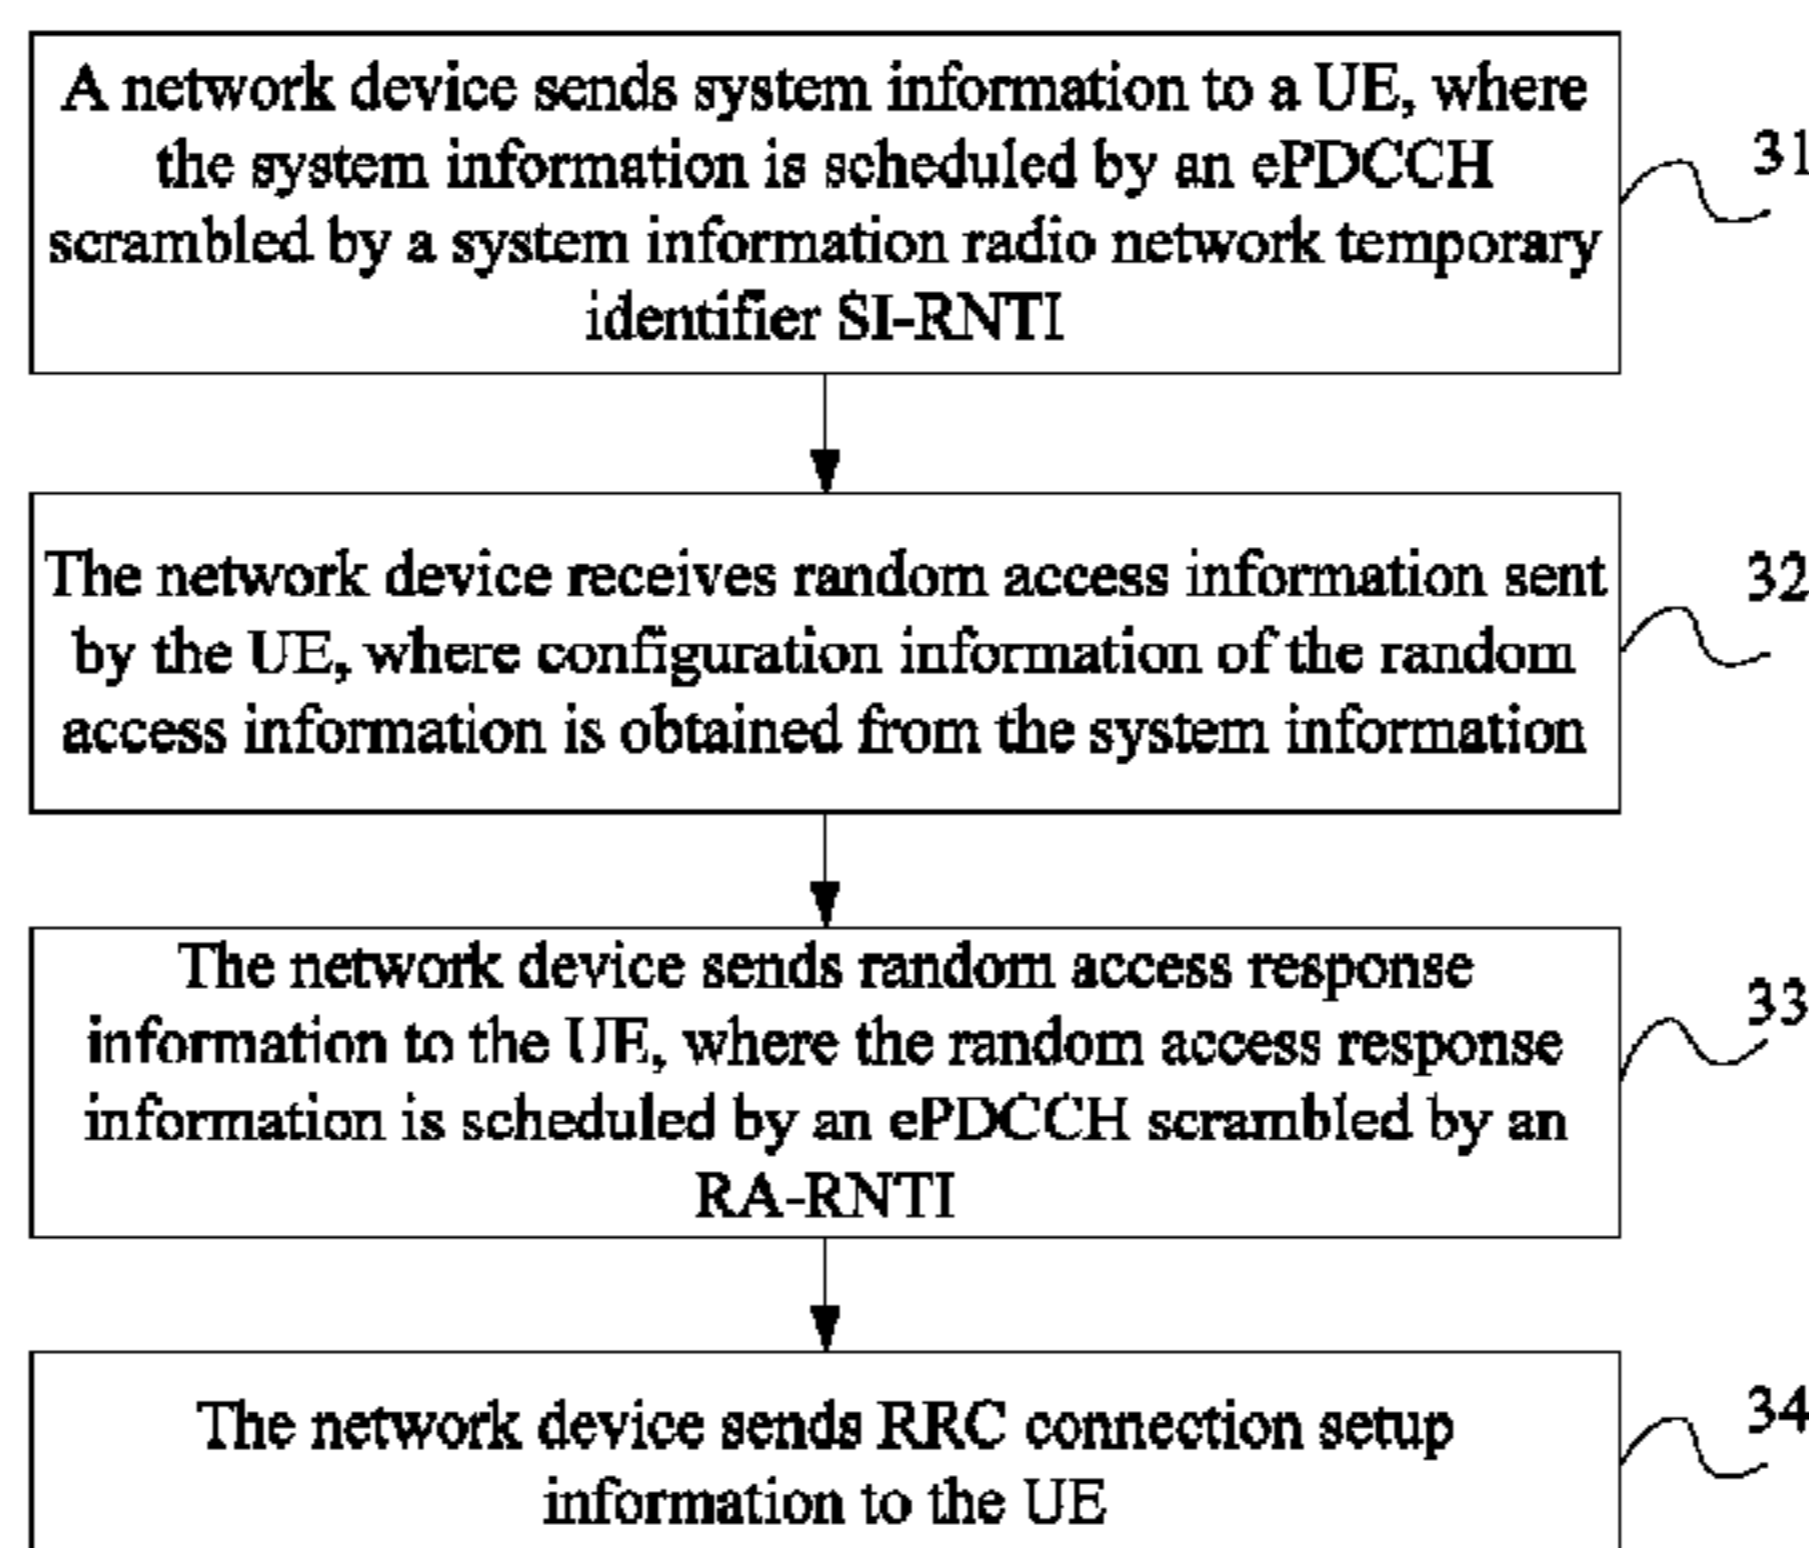 A network device sends system information to a UE, where
the system information is scheduled by an ePDCCH
scrambled by a system information radio network temporary
identifier SI-RNTI
31
The network device receives random access information sent
by the UE, where configuration information of the random
access information is obtained from the system information
32
The network device sends random access response
information to the UE, where the random access response
information is scheduled by an ePDCCH scrambled by an
RA-RNTI
33
The network device sends RRC connection setup
information to the UE
34